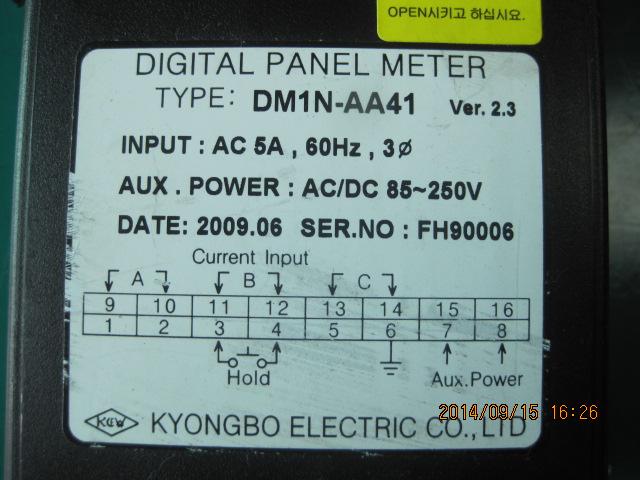 OPEN시키고 하십시요.
DIGITAL PANEL METER
TYPE: DM1N-AA41 Ver. 2.3
INPUT : AC 5A , 60Hz , 3ø
AUX . POWER : AC/DC 85~250V
DATE: 2009.06 SER.NO : FH90006
Current Input
A B C
9 10 11 12 13 14 15 16
1 2 3 4 5 6 7 8
Hold Aux.Power
2014/09/15 16:26
KYONGBO ELECTRIC CO.,LTD